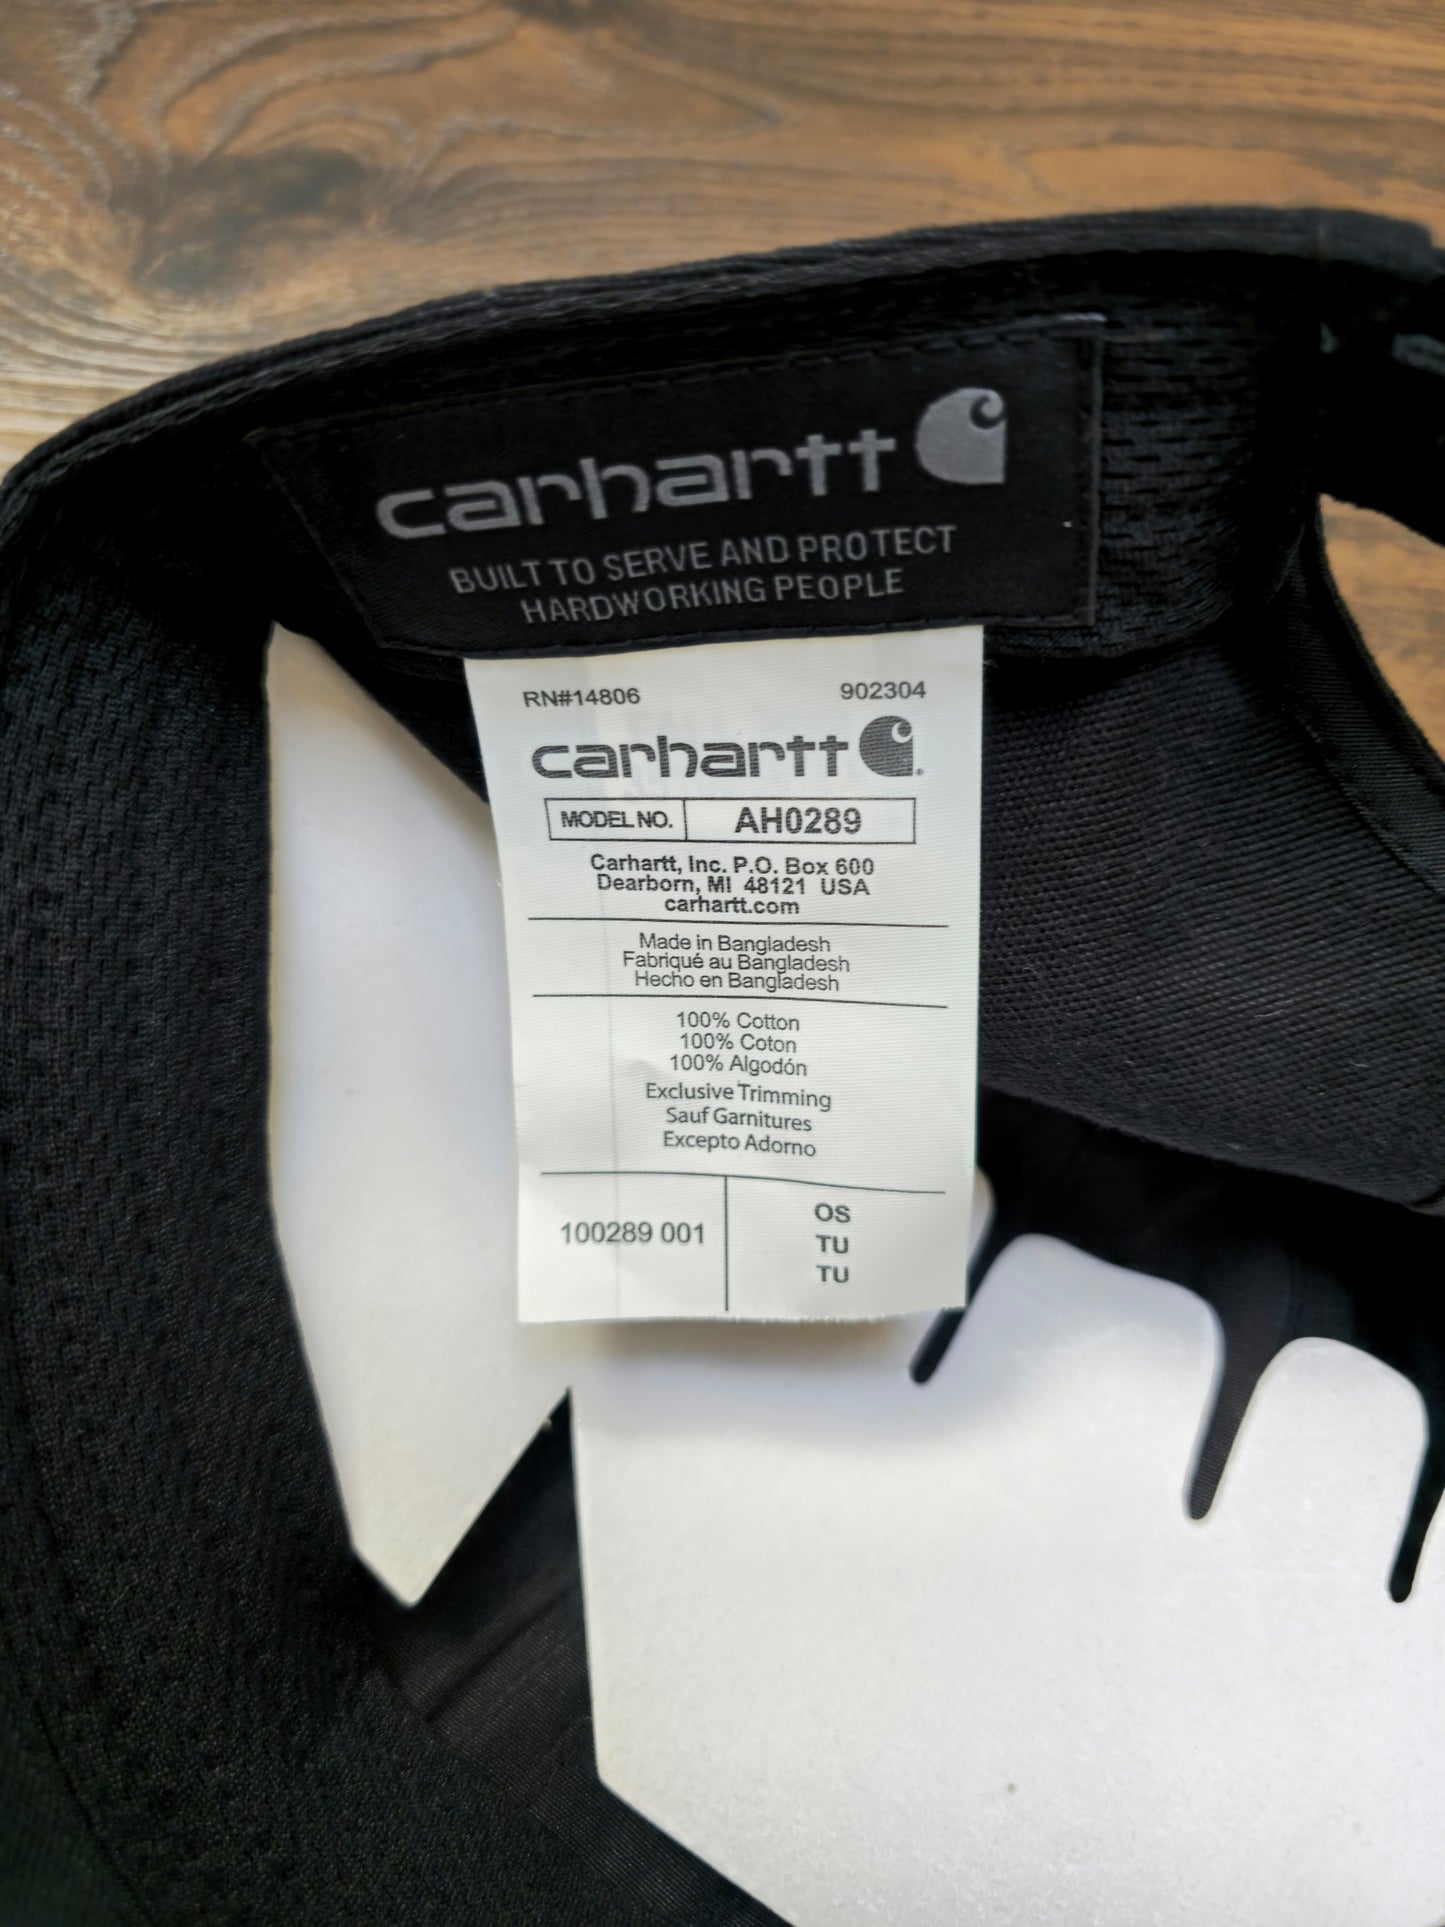 carhartt
BUILT TO SERVE AND PROTECT
HARDWORKING PEOPLE
RN#14806 902304
carhartt
MODEL NO. AH0289
Carhartt, Inc. P.O. Box 600
Dearborn, MI 48121 USA
carhartt.com
Made in Bangladesh
Fabriqué au Bangladesh
Hecho en Bangladesh
100% Cotton
100% Coton
100% Algodón
Exclusive Trimming
Sauf Garnitures
Excepto Adorno
100289 001
OS
TU
TU